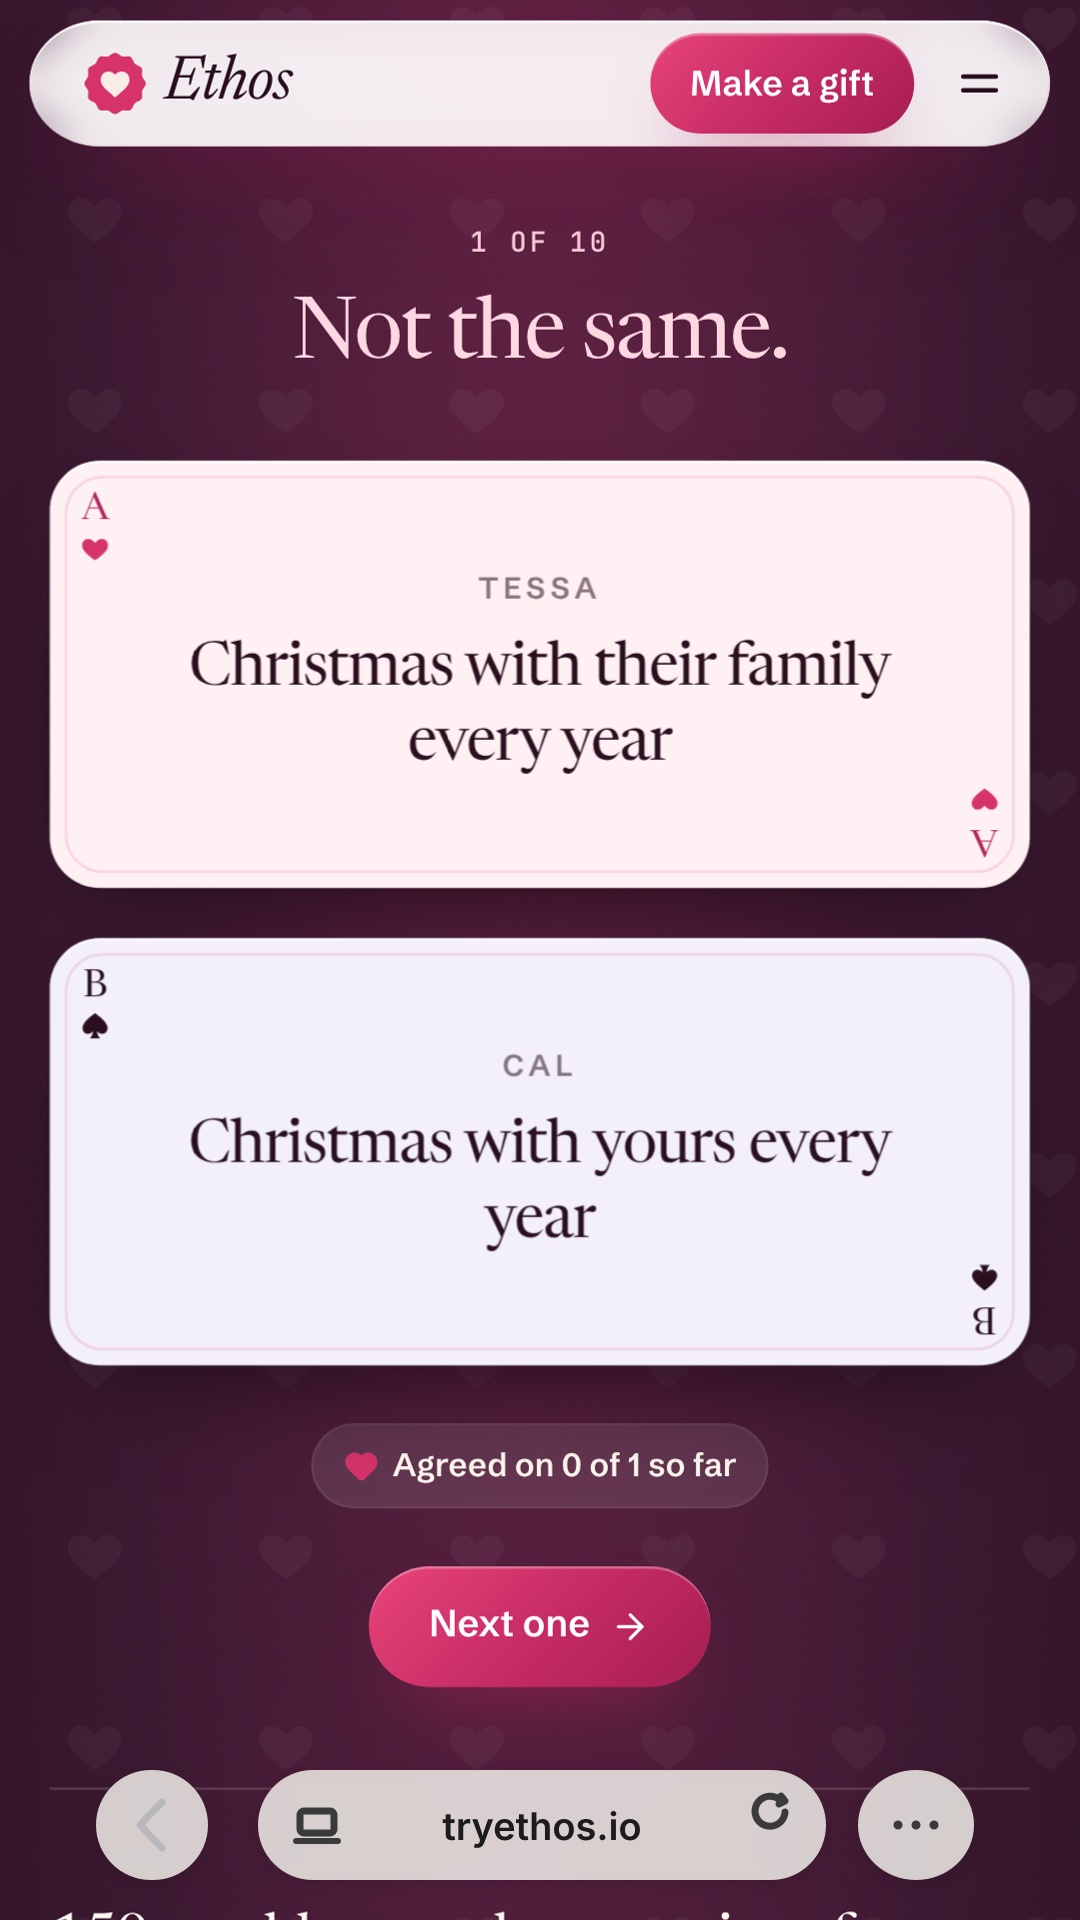 Ethos
Make a gift
1 OF 10
Not the same.
A
TESSA
Christmas with their family
every year
A
B
CAL
Christmas with yours every
year
B
Agreed on 0 of 1 so far
Next one →
tryethos.io